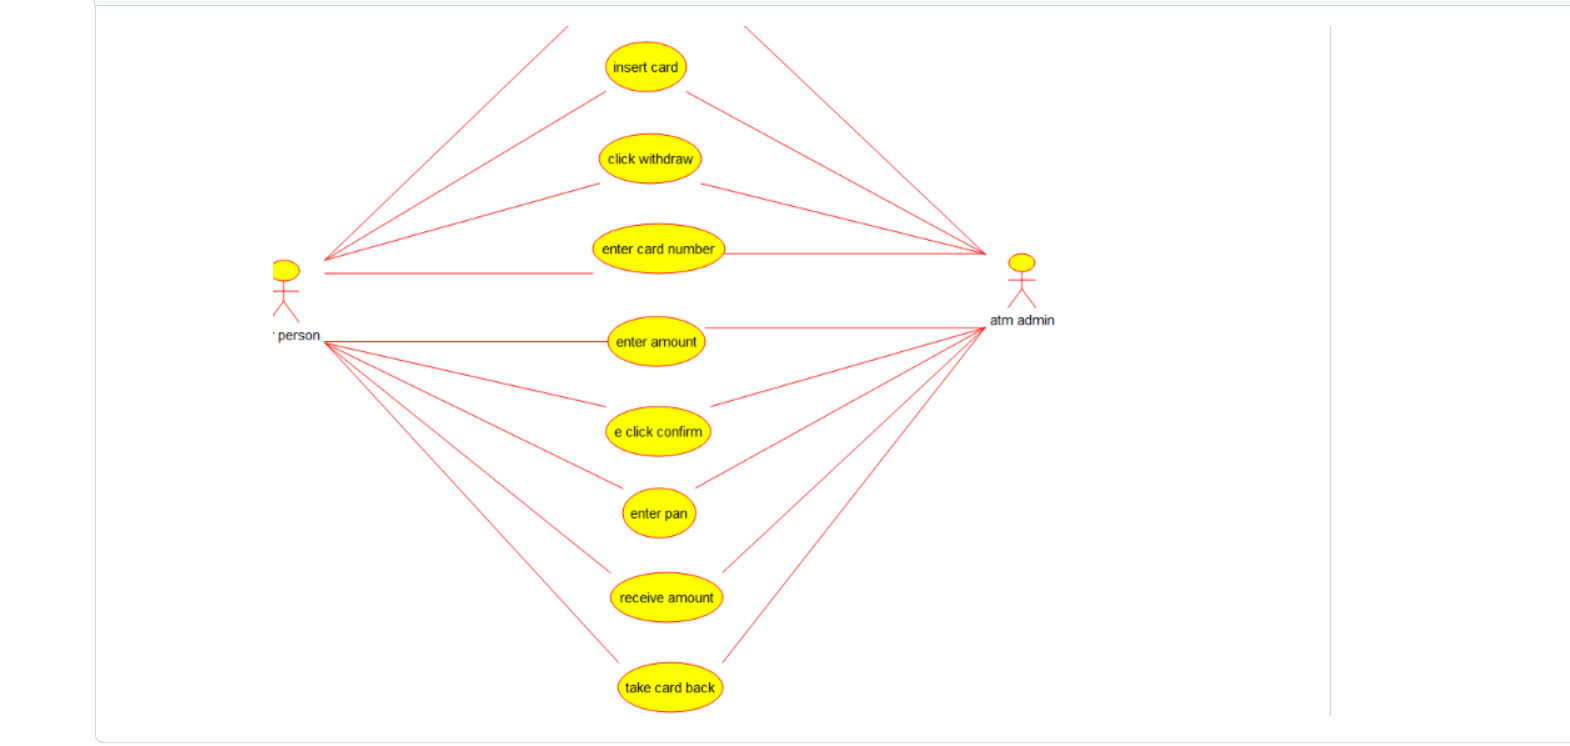 insert card
click withdraw
enter card number
person
atm admin
enter amount
e click confirm
enter pan
receive amount
take card back